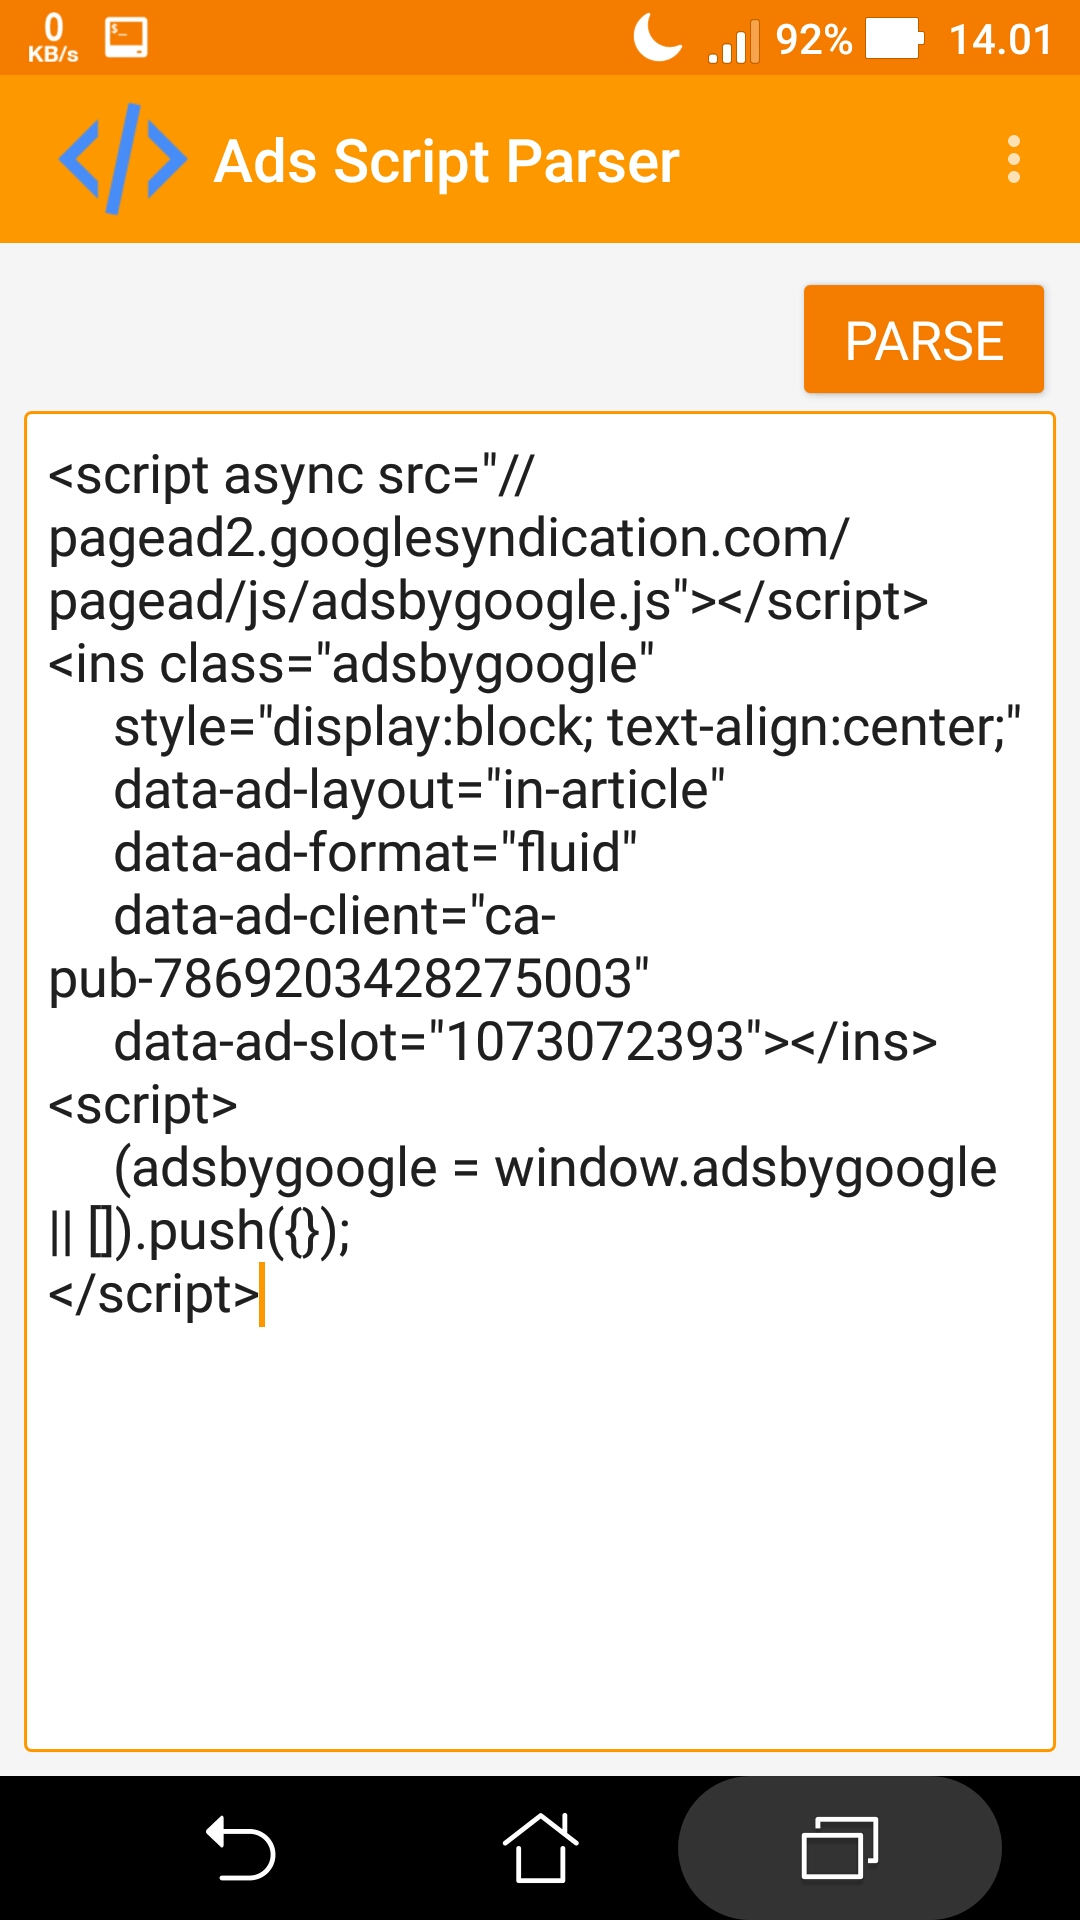 0
KB/s
92%
14.01
Ads Script Parser
PARSE
<script async src="//
pagead2.googlesyndication.com/
pagead/js/adsbygoogle.js"></script>
<ins class="adsbygoogle"
style="display:block; text-align:center;"
data-ad-layout="in-article"
data-ad-format="fluid"
data-ad-client="ca-
pub-7869203428275003"
data-ad-slot="1073072393"></ins>
<script>
(adsbygoogle = window.adsbygoogle
|| []).push({});
</script>